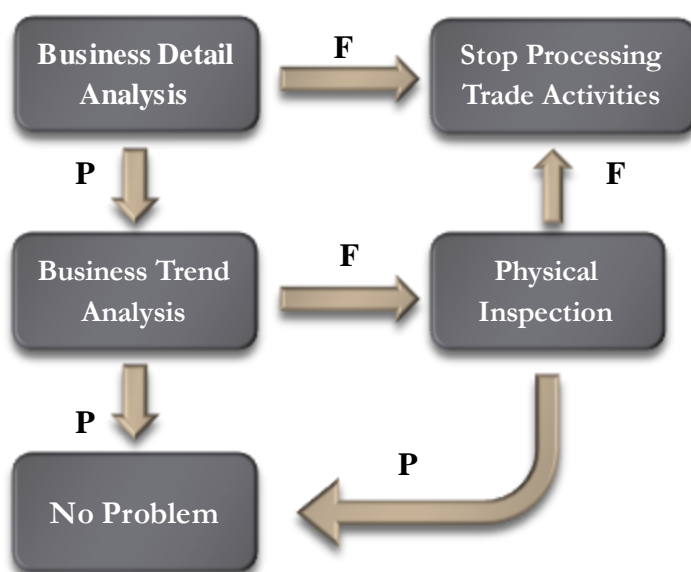 Business Detail
Analysis
F
Stop Processing
Trade Activities
P
F
Business Trend
Analysis
F
Physical
Inspection
P
P
No Problem